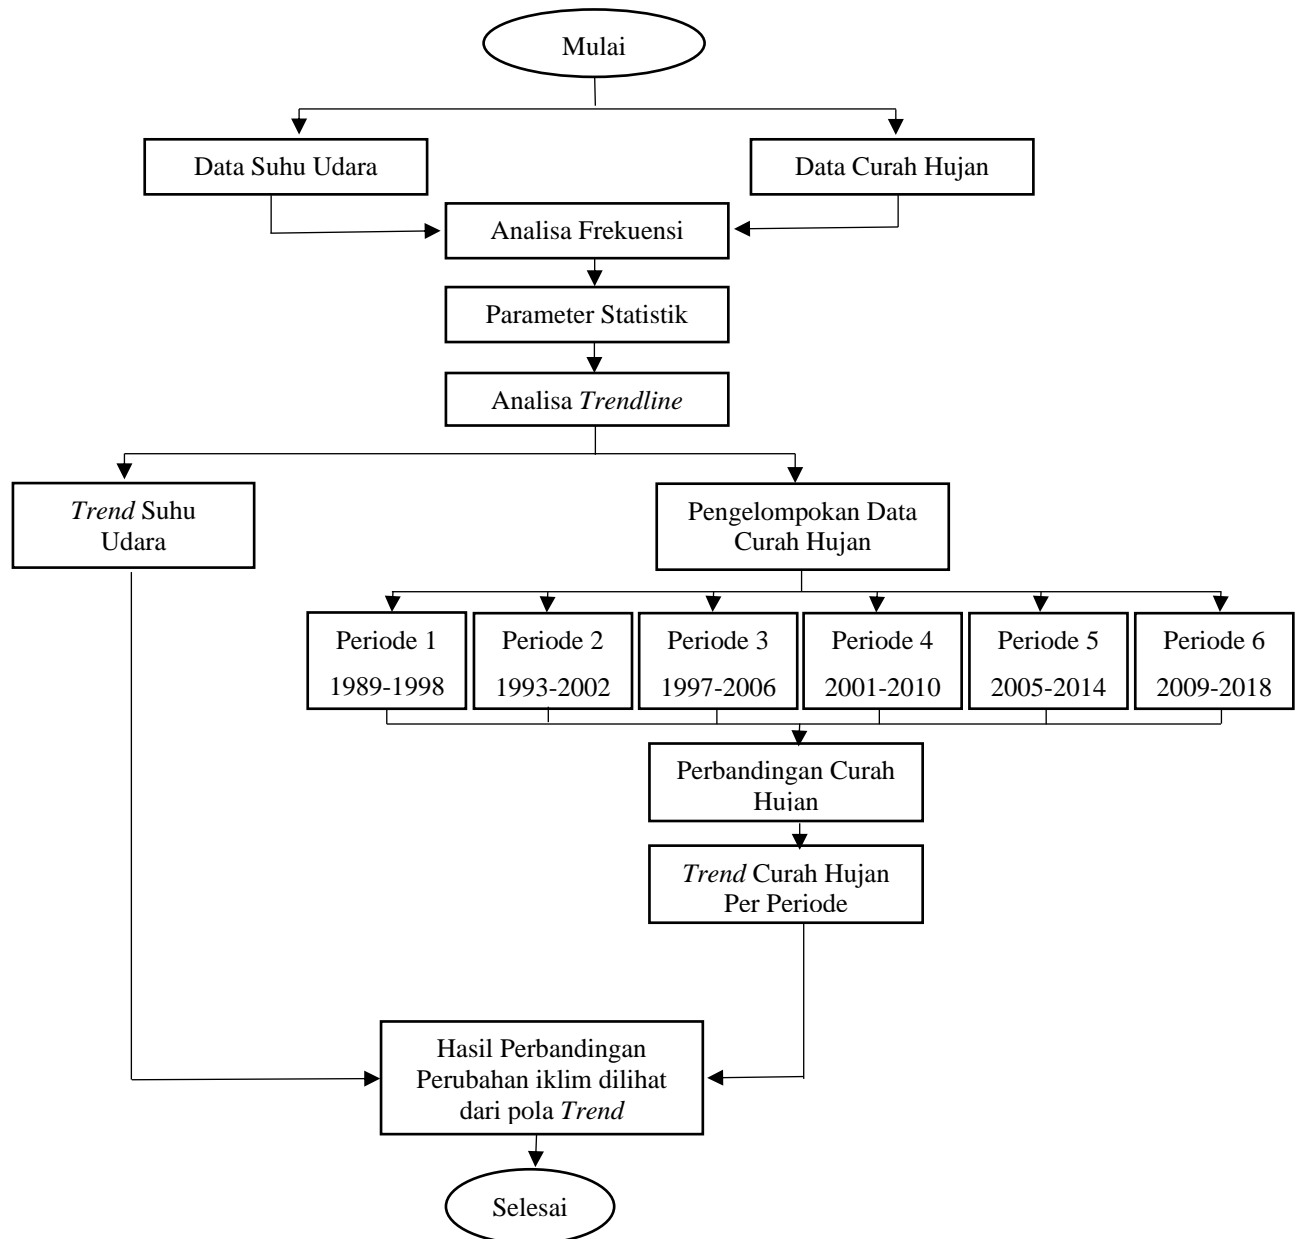 Mulai
Data Suhu Udara
Data Curah Hujan
Analisa Frekuensi
Parameter Statistik
Analisa Trendline
Trend Suhu
Udara
Pengelompokan Data
Curah Hujan
Periode 1
1989-1998
Periode 2
1993-2002
Periode 3
1997-2006
Periode 4
2001-2010
Periode 5
2005-2014
Periode 6
2009-2018
Perbandingan Curah
Hujan
Trend Curah Hujan
Per Periode
Hasil Perbandingan
Perubahan iklim dilihat
dari pola Trend
Selesai